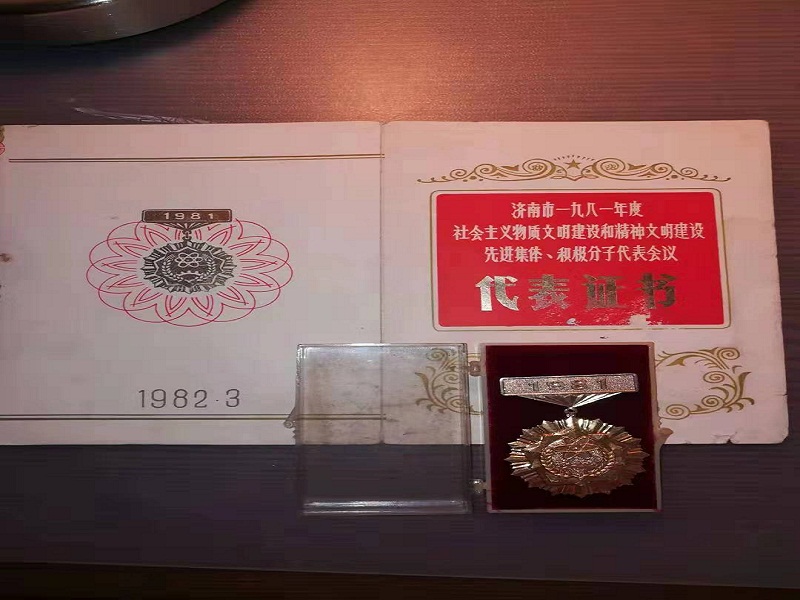 1981
1982·3
济南市一九八一年度
社会主义物质文明建设和精神文明建设
先进集体、积极分子代表会议
代表证书
1981